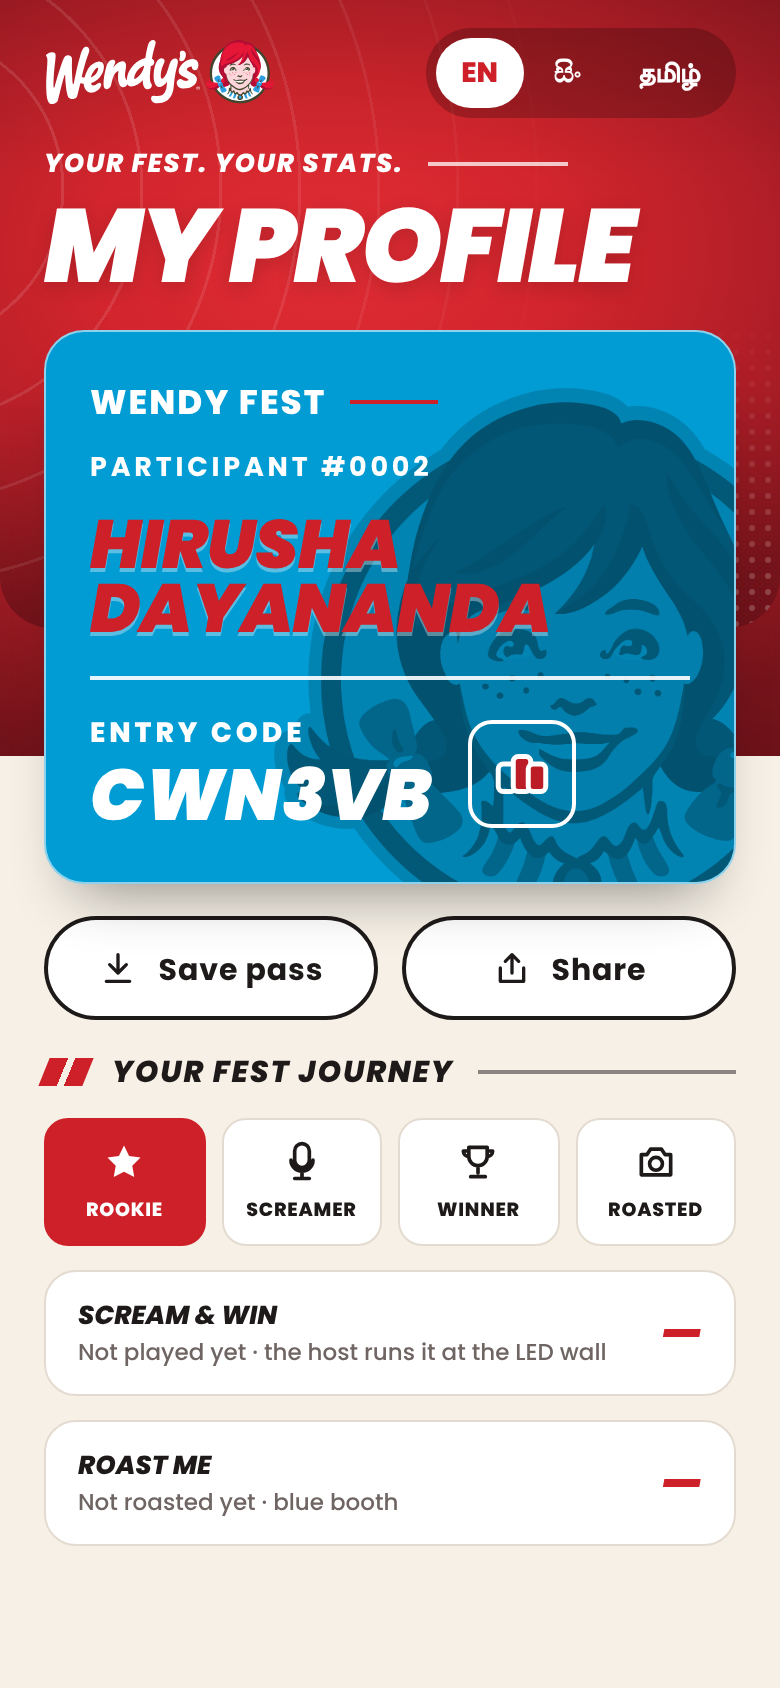 Wendy's
EN සිං தமிழ்
YOUR FEST. YOUR STATS.
MY PROFILE
WENDY FEST
PARTICIPANT #0002
HIRUSHA
DAYANANDA
ENTRY CODE
CWN3VB
Save pass
Share
YOUR FEST JOURNEY
ROOKIE
SCREAMER
WINNER
ROASTED
SCREAM & WIN
Not played yet · the host runs it at the LED wall
ROAST ME
Not roasted yet · blue booth